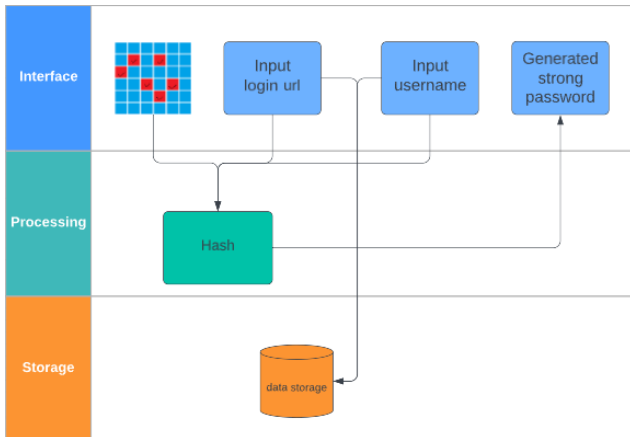 Interface
Input
login url
Input
username
Generated
strong
password
Processing
Hash
Storage
data storage